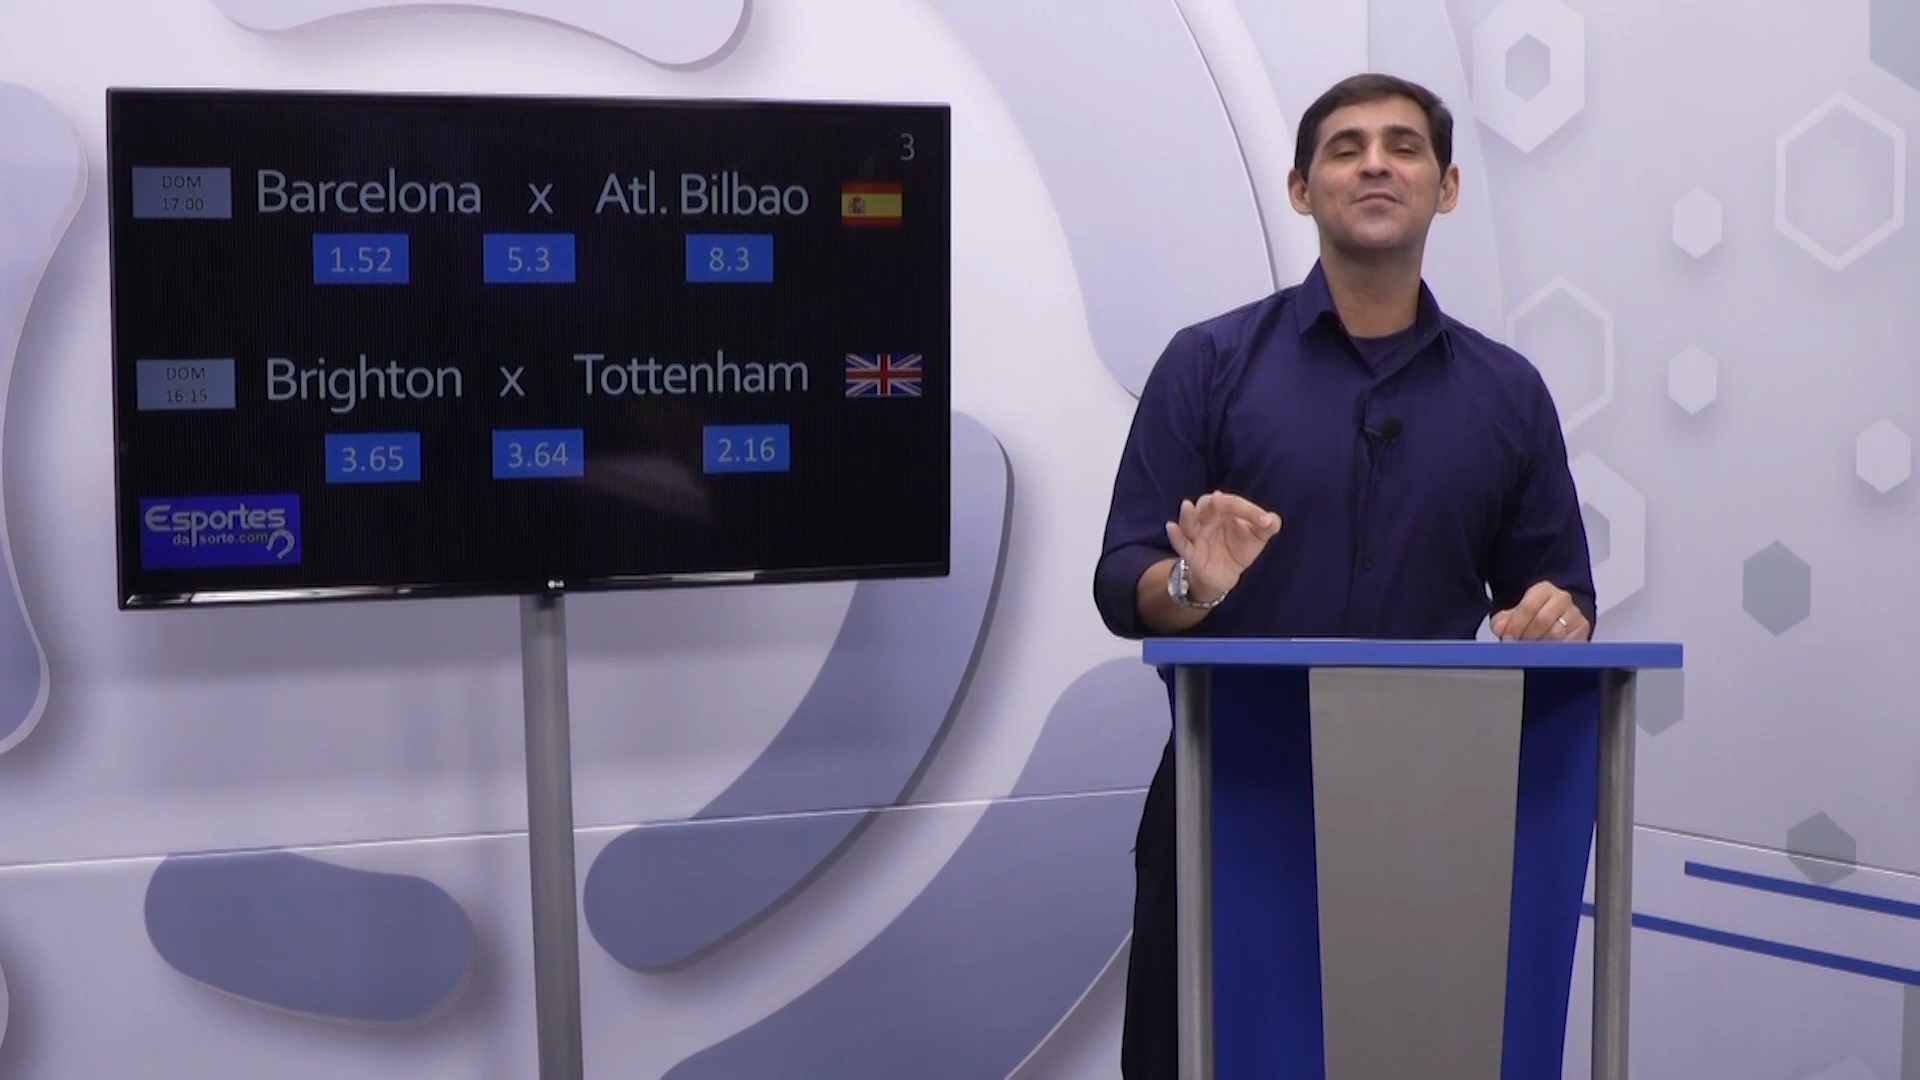 3
DOM
17:00
Barcelona x Atl. Bilbao
1.52 5.3 8.3
DOM
16:15
Brighton x Tottenham
3.65 3.64 2.16
Esportes
da sorte.com
LG